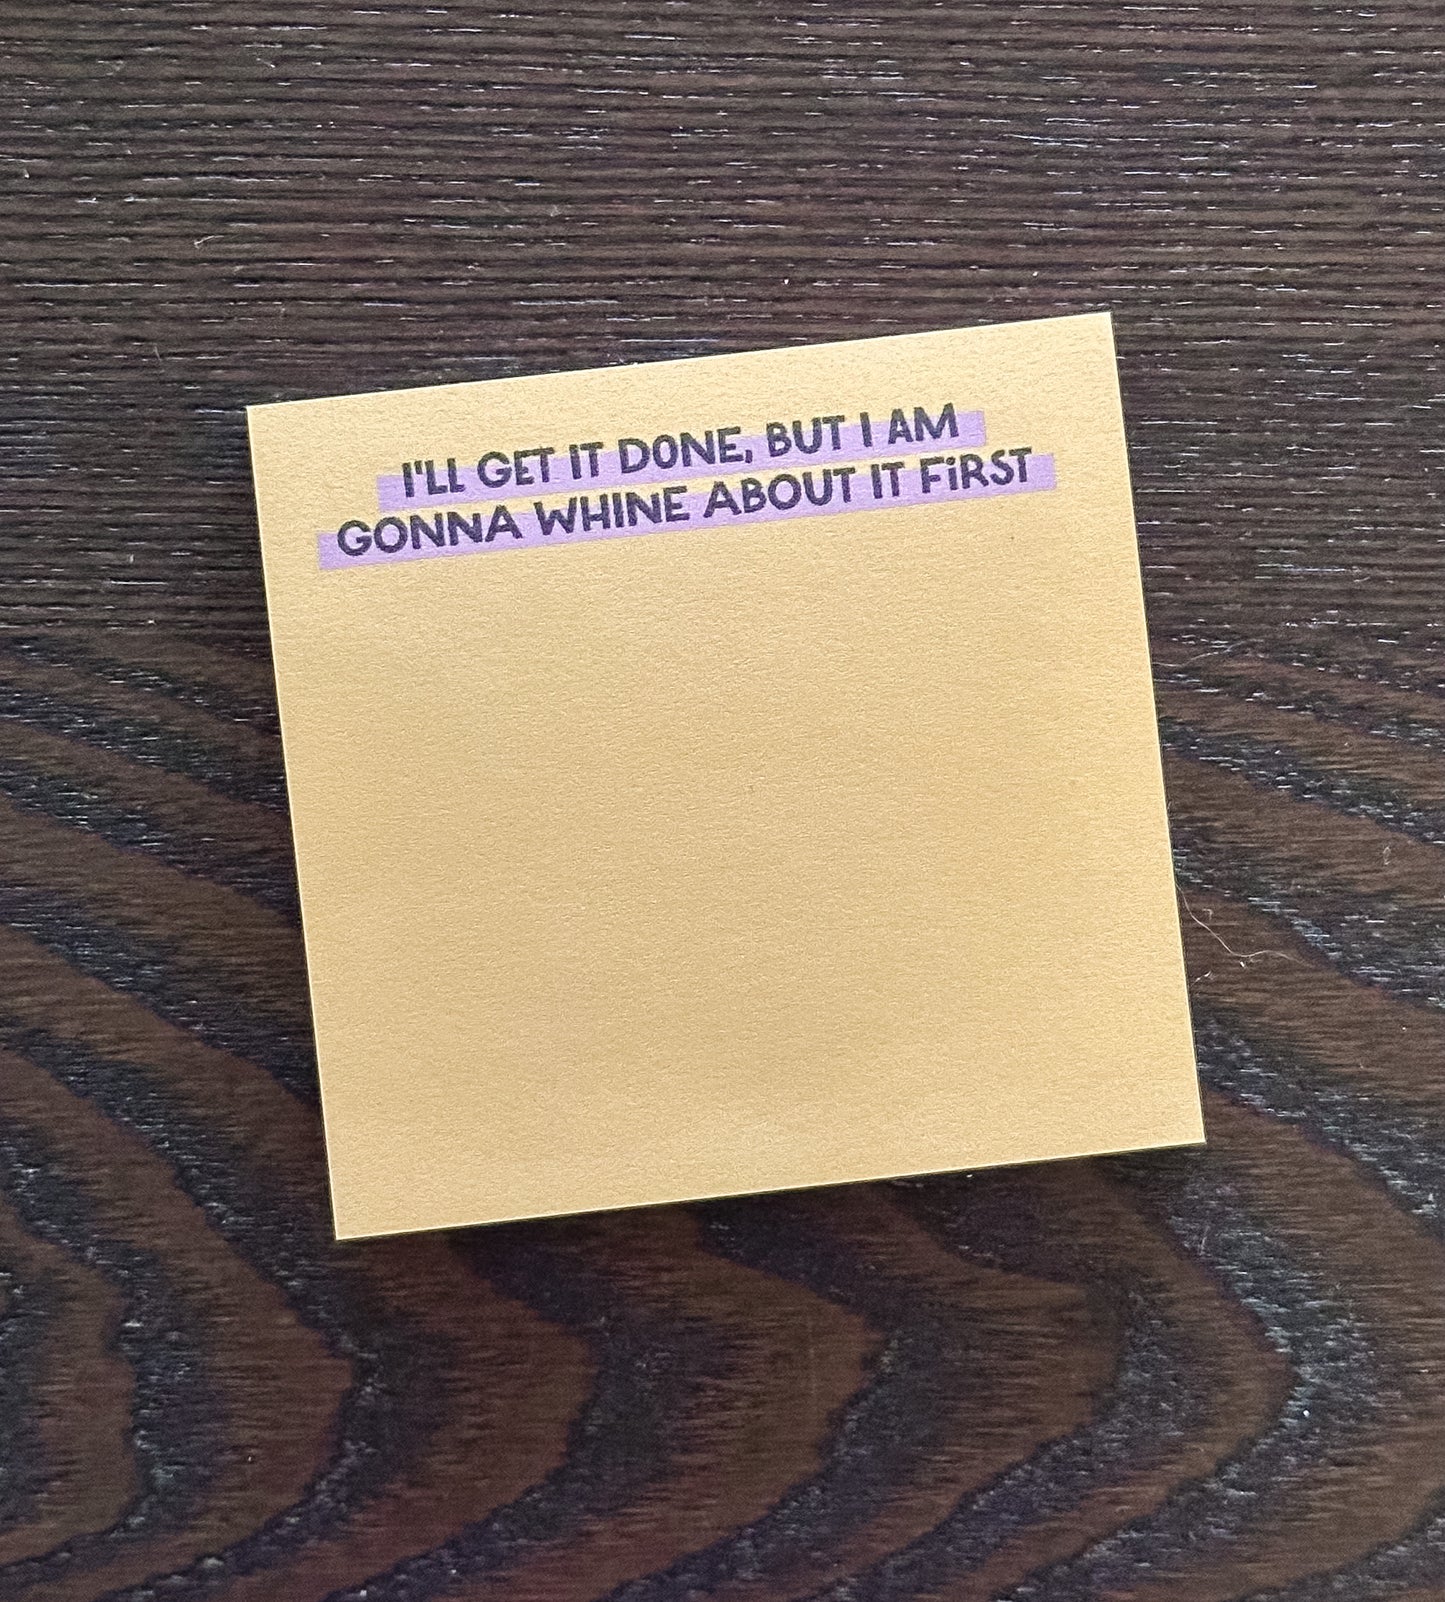 I'LL GET IT DONE, BUT I AM
GONNA WHINE ABOUT IT FiRST